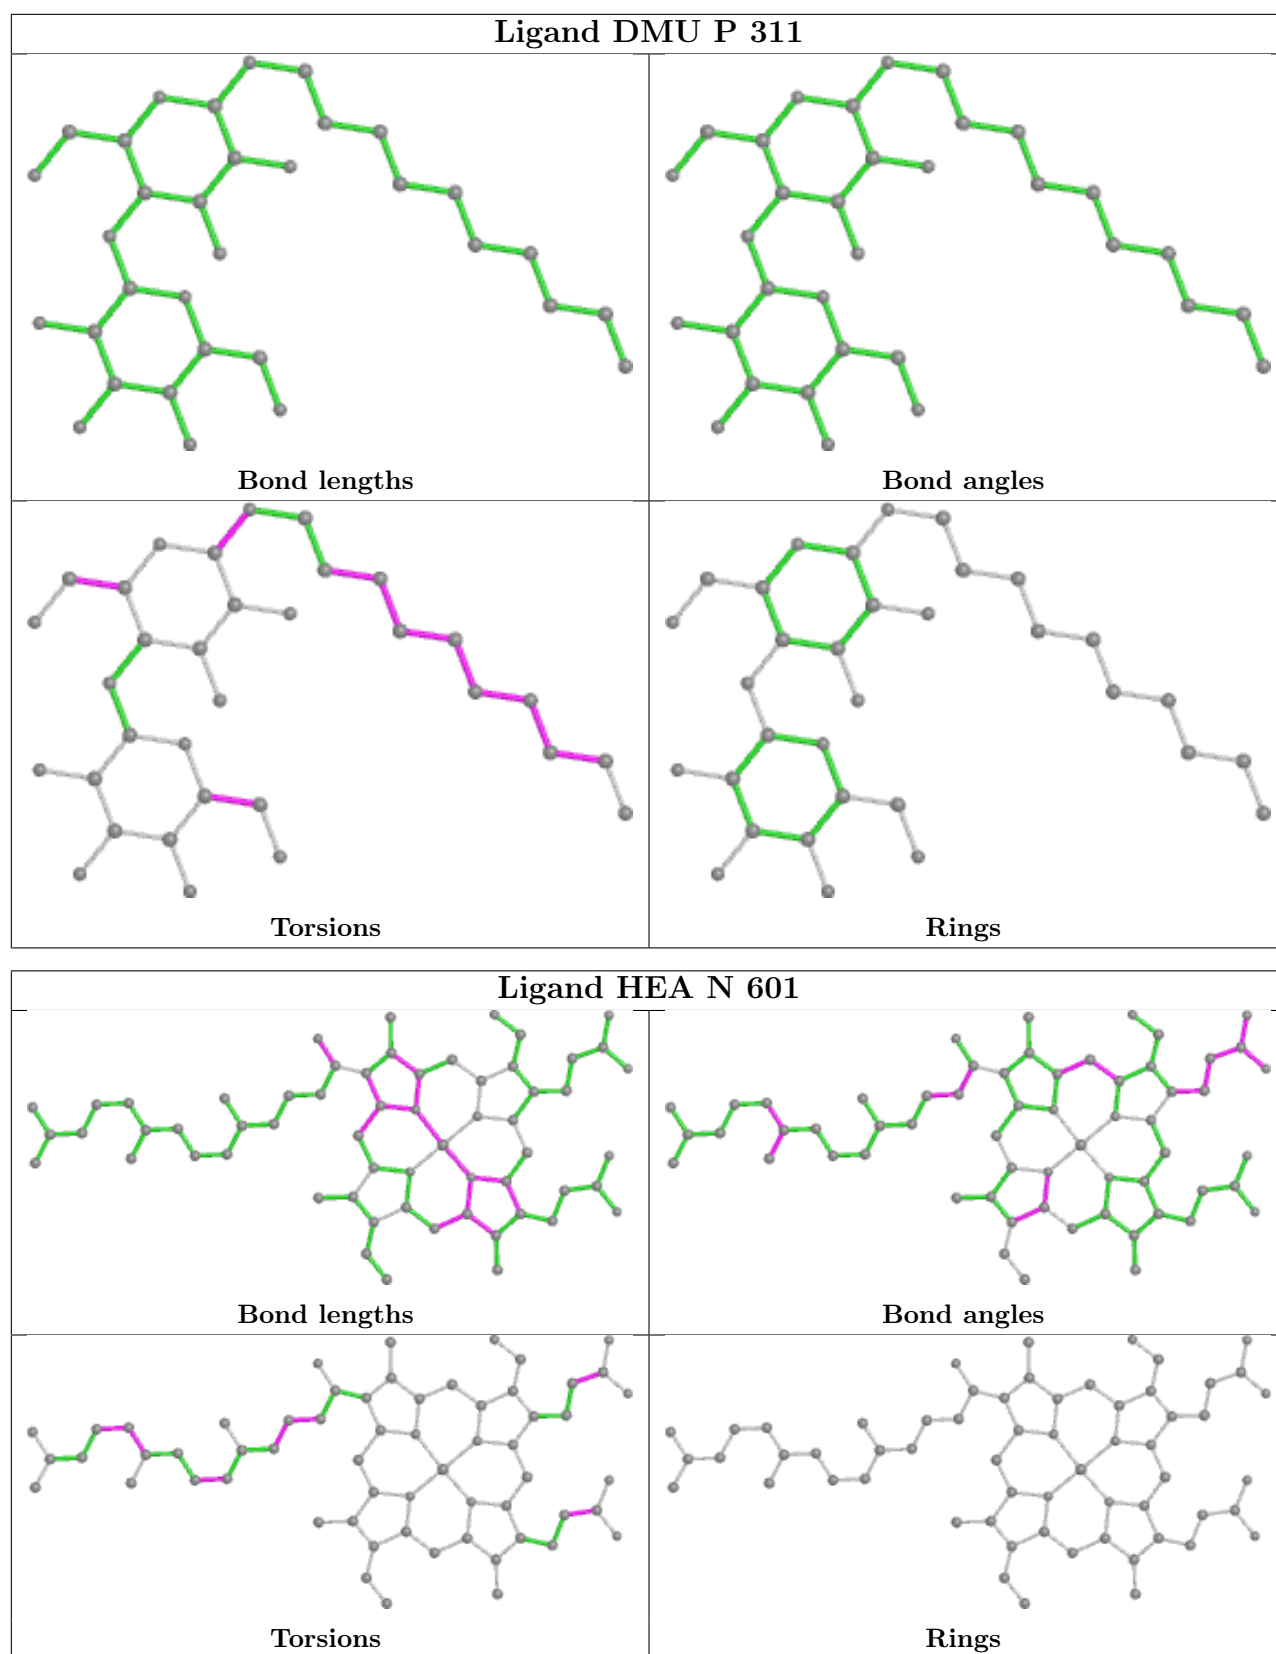 Ligand DMU P 311
Bond lengths
Bond angles
Torsions
Rings
Ligand HEA N 601
Bond lengths
Bond angles
Torsions
Rings